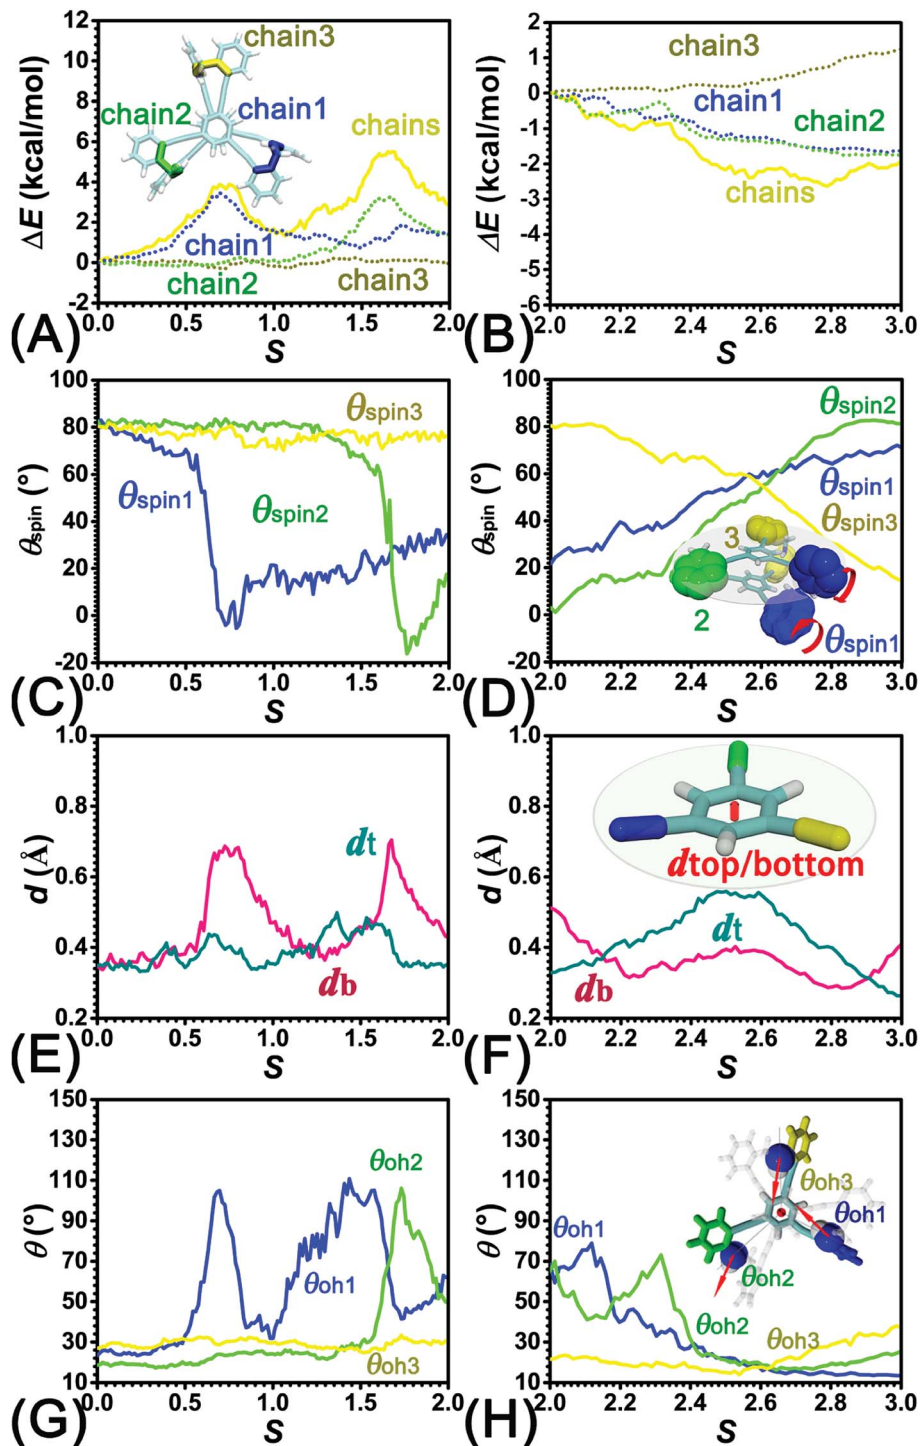 12
10
8
6
4
2
0
-2
ΔE (kcal/mol)
chain3
chain2
chain1
chains
chain1
chain2
chain3
0.0 0.5 1.0 1.5 2.0
S
(A)
2
1
0
-1
-2
-3
-4
-5
-6
ΔE (kcal/mol)
chain3
chain1
chain2
chains
2.0 2.2 2.4 2.6 2.8 3.0
S
(B)
100
80
60
40
20
0
-20
θspin (°)
θspin3
θspin1
θspin2
0.0 0.5 1.0 1.5 2.0
S
(C)
100
80
60
40
20
0
-20
θspin (°)
θspin2
θspin1
θspin3
3
2
θspin1
2.0 2.2 2.4 2.6 2.8 3.0
S
(D)
1.0
0.8
0.6
0.4
0.2
d (Å)
dt
db
0.0 0.5 1.0 1.5 2.0
S
(E)
1.0
0.8
0.6
0.4
0.2
d (Å)
dtop/bottom
dt
db
2.0 2.2 2.4 2.6 2.8 3.0
S
(F)
150
130
110
90
70
50
30
10
θ (°)
θoh2
θoh1
θoh3
0.0 0.5 1.0 1.5 2.0
S
(G)
150
130
110
90
70
50
30
10
θ (°)
θoh3
θoh1
θoh1
θoh2
θoh2
θoh3
2.0 2.2 2.4 2.6 2.8 3.0
S
(H)